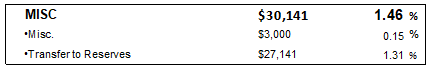 MISC $30,141 1.46 %
•Misc. $3,000 0.15 %
•Transfer to Reserves $27,141 1.31 %